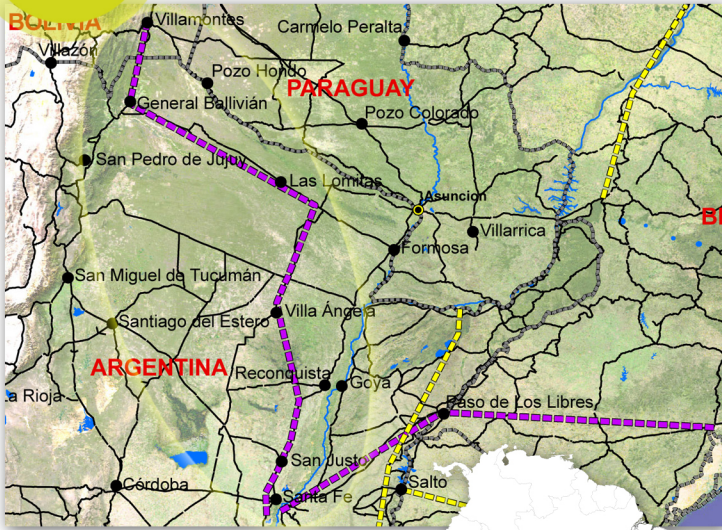 BOLIVIA
Villamontes
Carmelo Peralta
Villazón
Pozo Hondo
PARAGUAY
General Ballivián
Pozo Colorado
San Pedro de Jujuy
Las Lomitas
Asuncion
B
Villarrica
Formosa
San Miguel de Tucumán
Villa Ángela
Santiago del Estero
ARGENTINA
Reconquista
Goya
La Rioja
Paso de Los Libres
San Justo
Córdoba
Santa Fe
Salto